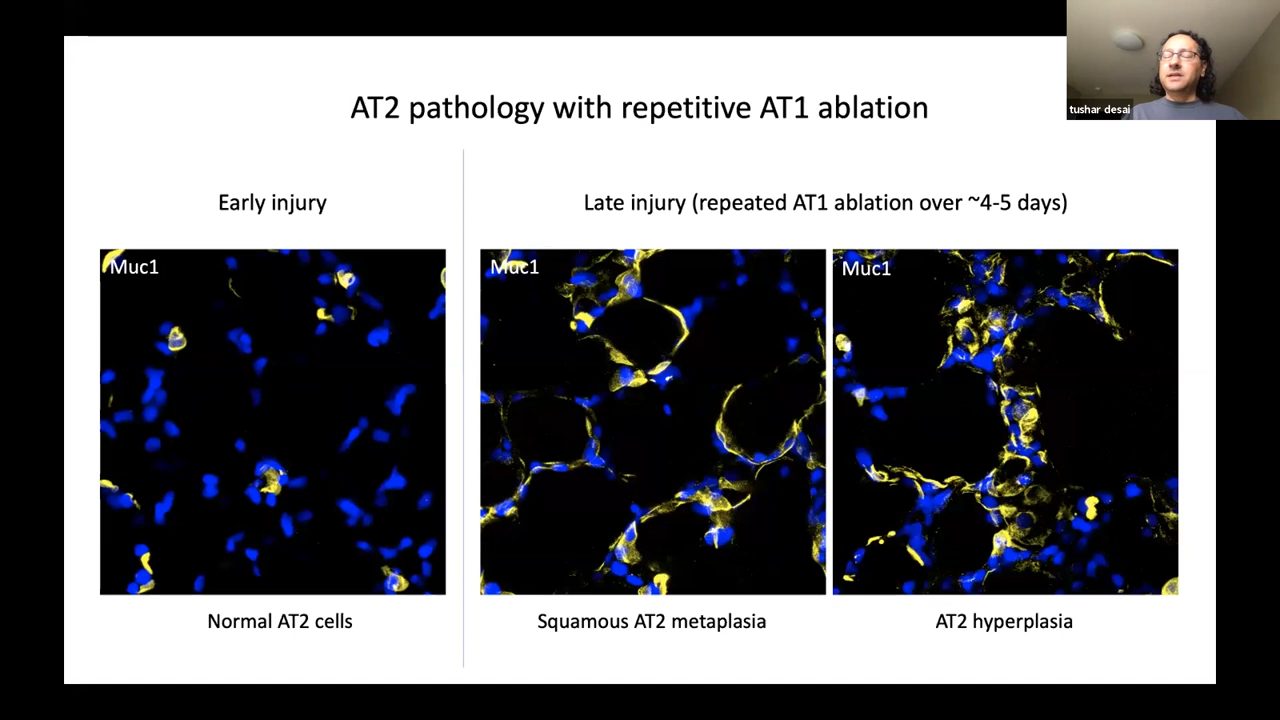 tushar desai
AT2 pathology with repetitive AT1 ablation
Early injury
Late injury (repeated AT1 ablation over ~4-5 days)
Muc1
Muc1
Muc1
Normal AT2 cells
Squamous AT2 metaplasia
AT2 hyperplasia